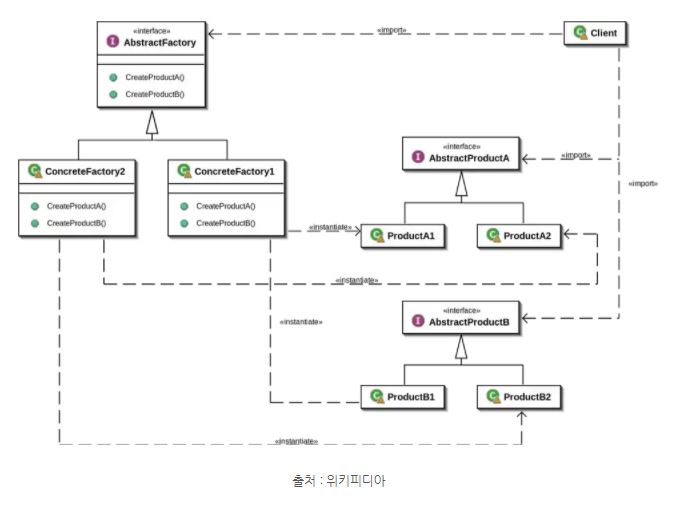 «interface»
AbstractFactory
CreateProductA()
CreateProductB()
«import»
Client
ConcreteFactory2
CreateProductA()
CreateProductB()
ConcreteFactory1
CreateProductA()
CreateProductB()
«interface»
AbstractProductA
«import»
«import»
«instantiate»
ProductA1
ProductA2
«instantiate»
«interface»
AbstractProductB
«instantiate»
ProductB1
ProductB2
«instantiate»
출처 : 위키피디아